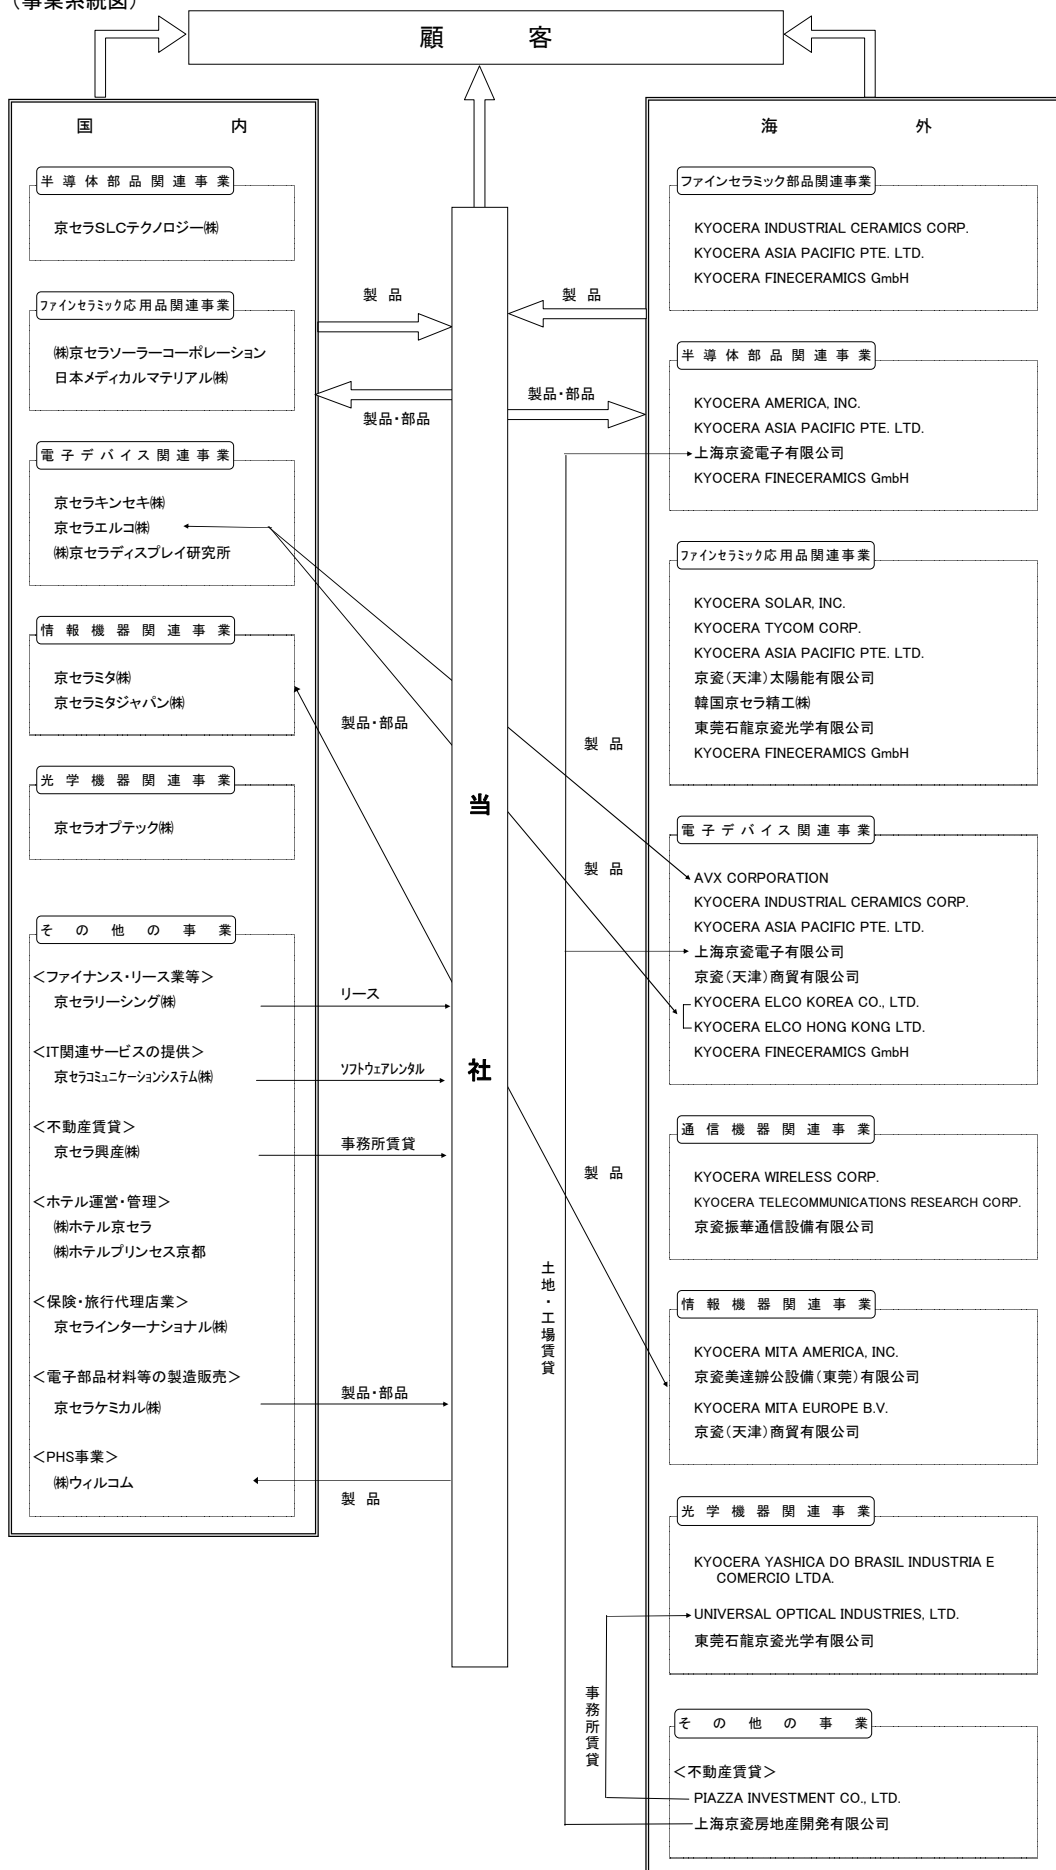 （事業系統図）
顧　客
国　内
半導体部品関連事業
京セラSLCテクノロジー㈱
ファインセラミック応用品関連事業
㈱京セラソーラーコーポレーション
日本メディカルマテリアル㈱
電子デバイス関連事業
京セラキンセキ㈱
京セラエルコ㈱
㈱京セラディスプレイ研究所
情報機器関連事業
京セラミタ㈱
京セラミタジャパン㈱
光学機器関連事業
京セラオプテック㈱
その他の事業
＜ファイナンス・リース業等＞
京セラリーシング㈱
＜IT関連サービスの提供＞
京セラコミュニケーションシステム㈱
＜不動産賃貸＞
京セラ興産㈱
＜ホテル運営・管理＞
㈱ホテル京セラ
㈱ホテルプリンセス京都
＜保険・旅行代理店業＞
京セラインターナショナル㈱
＜電子部品材料等の製造販売＞
京セラケミカル㈱
＜PHS事業＞
㈱ウィルコム
製品
製品・部品
製品・部品
リース
ソフトウェアレンタル
事務所賃貸
製品・部品
製品
当社
製品
製品・部品
製品
製品
製品
土地・工場賃貸
事務所賃貸
海　外
ファインセラミック部品関連事業
KYOCERA INDUSTRIAL CERAMICS CORP.
KYOCERA ASIA PACIFIC PTE. LTD.
KYOCERA FINECERAMICS GmbH
半導体部品関連事業
KYOCERA AMERICA, INC.
KYOCERA ASIA PACIFIC PTE. LTD.
上海京瓷電子有限公司
KYOCERA FINECERAMICS GmbH
ファインセラミック応用品関連事業
KYOCERA SOLAR, INC.
KYOCERA TYCOM CORP.
KYOCERA ASIA PACIFIC PTE. LTD.
京瓷（天津）太陽能有限公司
韓国京セラ精工㈱
東莞石龍京瓷光学有限公司
KYOCERA FINECERAMICS GmbH
電子デバイス関連事業
AVX CORPORATION
KYOCERA INDUSTRIAL CERAMICS CORP.
KYOCERA ASIA PACIFIC PTE. LTD.
上海京瓷電子有限公司
京瓷（天津）商貿有限公司
KYOCERA ELCO KOREA CO., LTD.
KYOCERA ELCO HONG KONG LTD.
KYOCERA FINECERAMICS GmbH
通信機器関連事業
KYOCERA WIRELESS CORP.
KYOCERA TELECOMMUNICATIONS RESEARCH CORP.
京瓷振華通信設備有限公司
情報機器関連事業
KYOCERA MITA AMERICA, INC.
京瓷美達辦公設備（東莞）有限公司
KYOCERA MITA EUROPE B.V.
京瓷（天津）商貿有限公司
光学機器関連事業
KYOCERA YASHICA DO BRASIL INDUSTRIA E
COMERCIO LTDA.
UNIVERSAL OPTICAL INDUSTRIES, LTD.
東莞石龍京瓷光学有限公司
その他の事業
＜不動産賃貸＞
PIAZZA INVESTMENT CO., LTD.
上海京瓷房地産開発有限公司